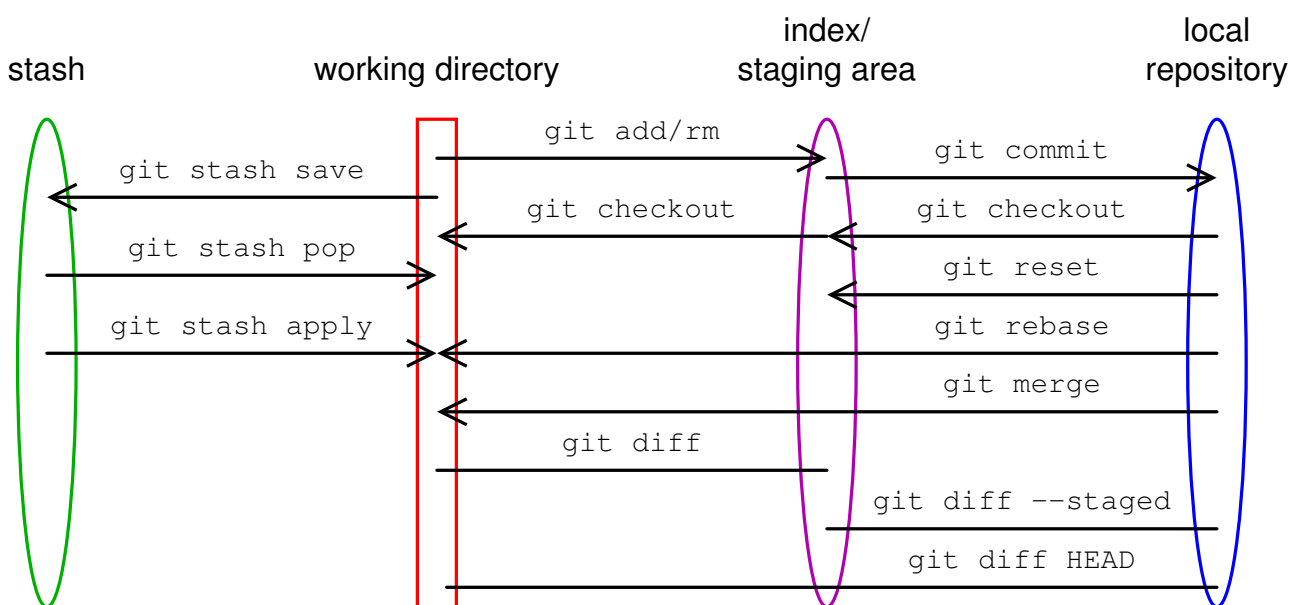 stash
working directory
index/
staging area
local
repository
git add/rm
git commit
git stash save
git checkout
git checkout
git stash pop
git reset
git stash apply
git rebase
git merge
git diff
git diff --staged
git diff HEAD